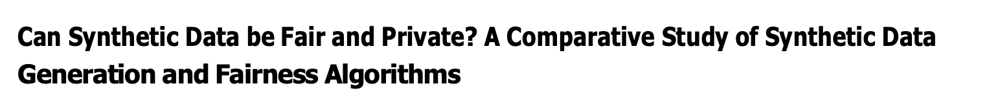 Can Synthetic Data be Fair and Private? A Comparative Study of Synthetic Data
Generation and Fairness Algorithms